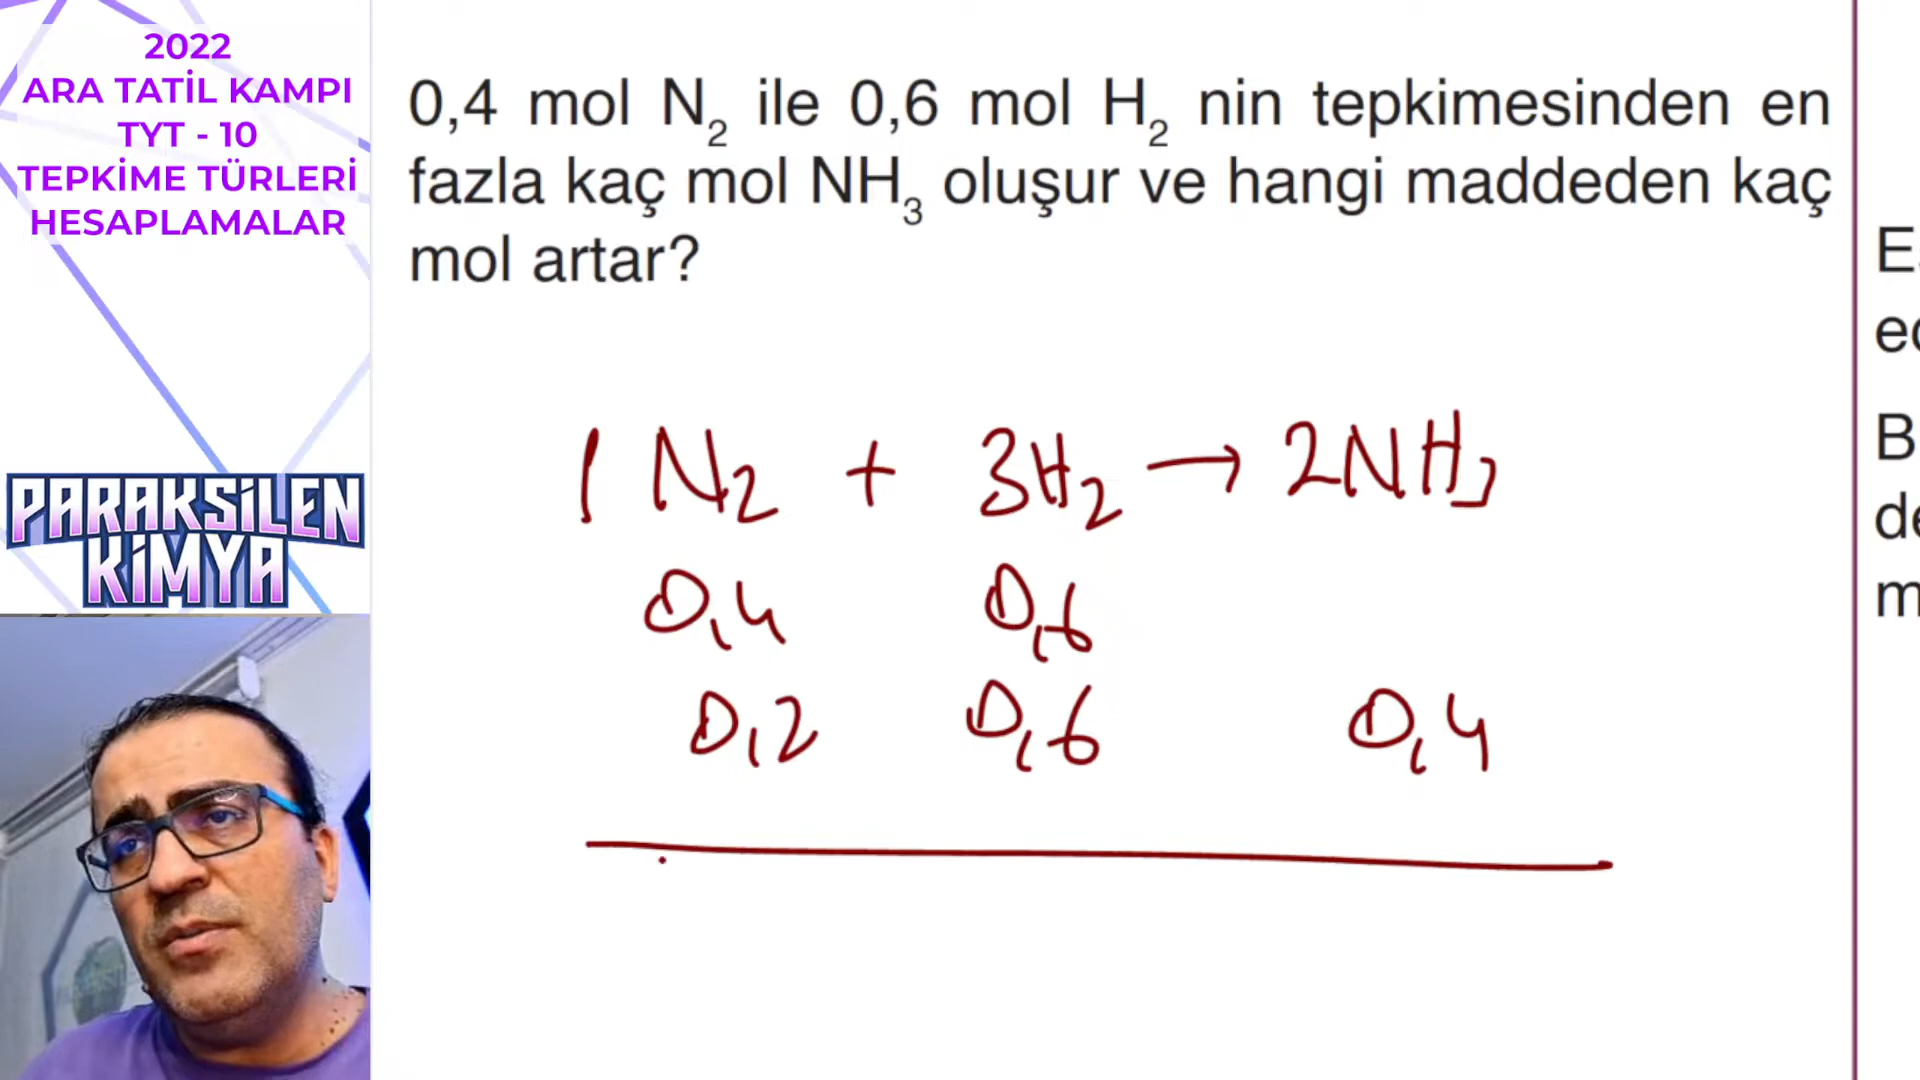 2022
ARA TATİL KAMPI
TYT - 10
TEPKİME TÜRLERİ
HESAPLAMALAR
PARAKSİLEN
KİMYA
0,4 mol N₂ ile 0,6 mol H₂ nin tepkimesinden en
fazla kaç mol NH₃ oluşur ve hangi maddeden kaç
mol artar?
1 N₂ + 3H₂ → 2NH₃
0,4 0,6
0,2 0,6 0,4
B
m